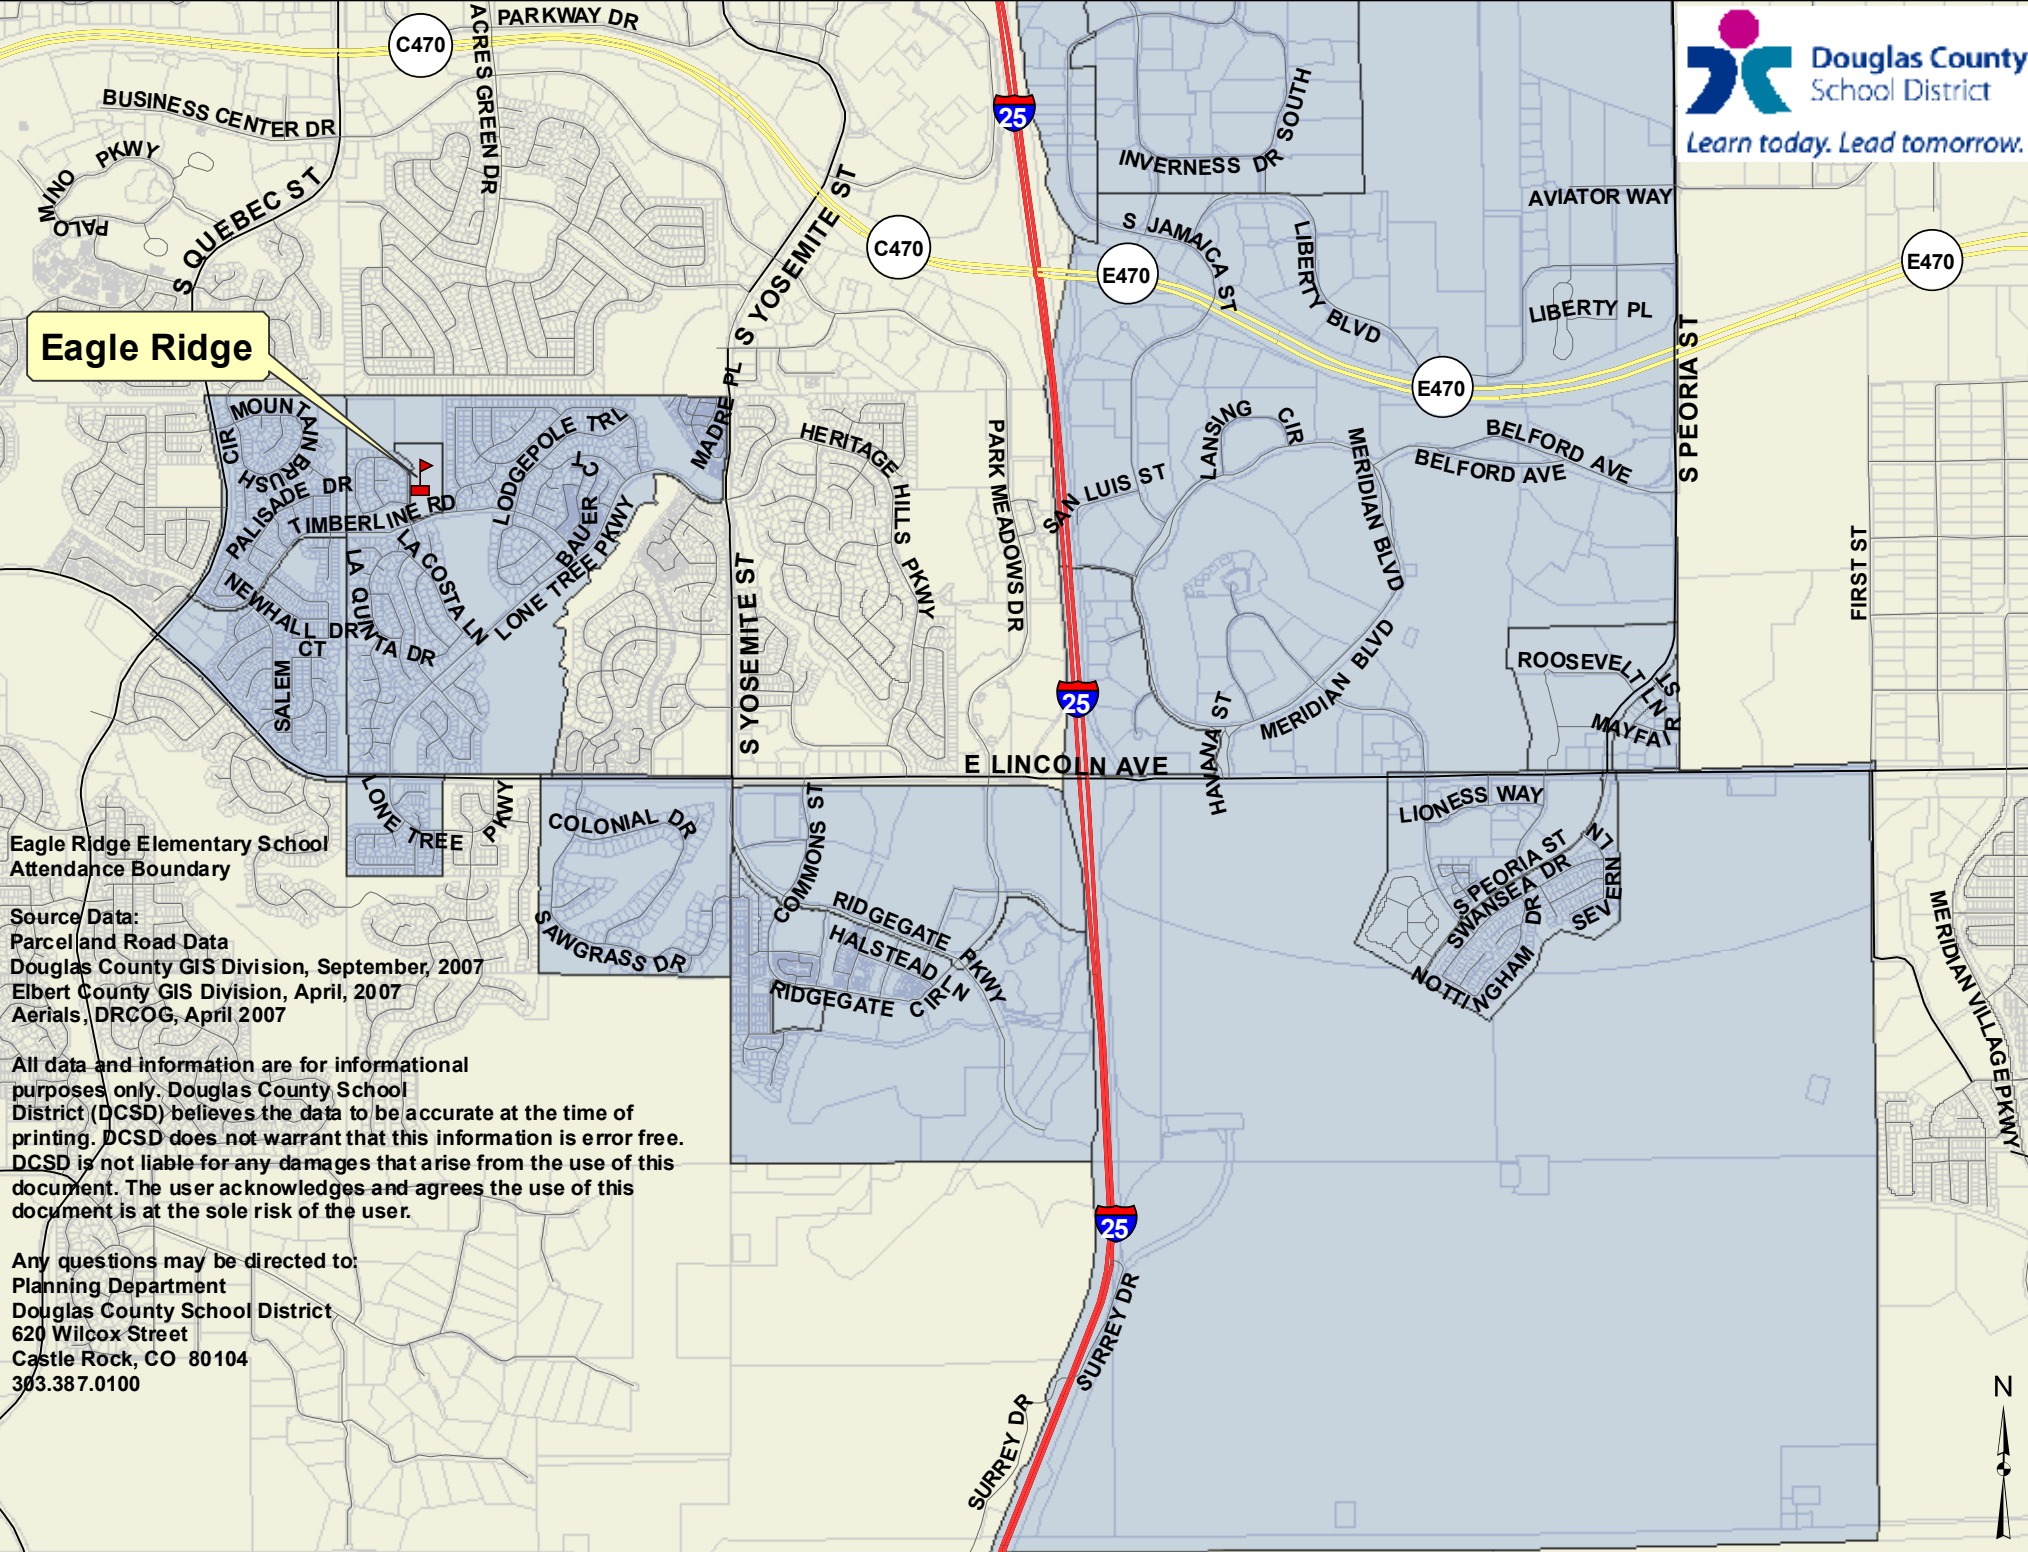 PARKWAY DR
C470
ACRES GREEN DR
BUSINESS CENTER DR
PALOMINO PKWY
S QUEBEC ST
S YOSEMITE ST
25
INVERNESS DR SOUTH
Douglas County
School District
Learn today. Lead tomorrow.
AVIATOR WAY
S JAMAICA ST
LIBERTY BLVD
C470
E470
E470
LIBERTY PL
S PEORIA ST
Eagle Ridge
E470
MOUNTAIN BRUSH CIR
LODGEPOLE TRL
MADRE PL
HERITAGE HILLS PKWY
PARK MEADOWS DR
LANSING CIR
MERIDIAN BLVD
BELFORD AVE
BELFORD AVE
SAN LUIS ST
PALISADE DR
TIMBERLINE RD
BAUER CT
LONE TREE PKWY
LA COSTA LN
LA QUINTA DR
NEWHALL DR
SALEM CT
S YOSEMITE ST
FIRST ST
MERIDIAN BLVD
ROOSEVELT LN
MAYFAIR ST
HAVANA ST
25
E LINCOLN AVE
LONE TREE PKWY
COLONIAL DR
SAWGRASS DR
COMMONS ST
RIDGEGATE PKWY
HALSTEAD LN
RIDGEGATE CIR
LIONESS WAY
S PEORIA ST
SWANSEA DR
SEVERN LN
NOTTINGHAM DR
MERIDIAN VILLAGE PKWY
Eagle Ridge Elementary School
Attendance Boundary
Source Data:
Parcel and Road Data
Douglas County GIS Division, September, 2007
Elbert County GIS Division, April, 2007
Aerials, DRCOG, April 2007
All data and information are for informational
purposes only. Douglas County School
District (DCSD) believes the data to be accurate at the time of
printing. DCSD does not warrant that this information is error free.
DCSD is not liable for any damages that arise from the use of this
document. The user acknowledges and agrees the use of this
document is at the sole risk of the user.
Any questions may be directed to:
Planning Department
Douglas County School District
620 Wilcox Street
Castle Rock, CO 80104
303.387.0100
25
SURREY DR
SURREY DR
N